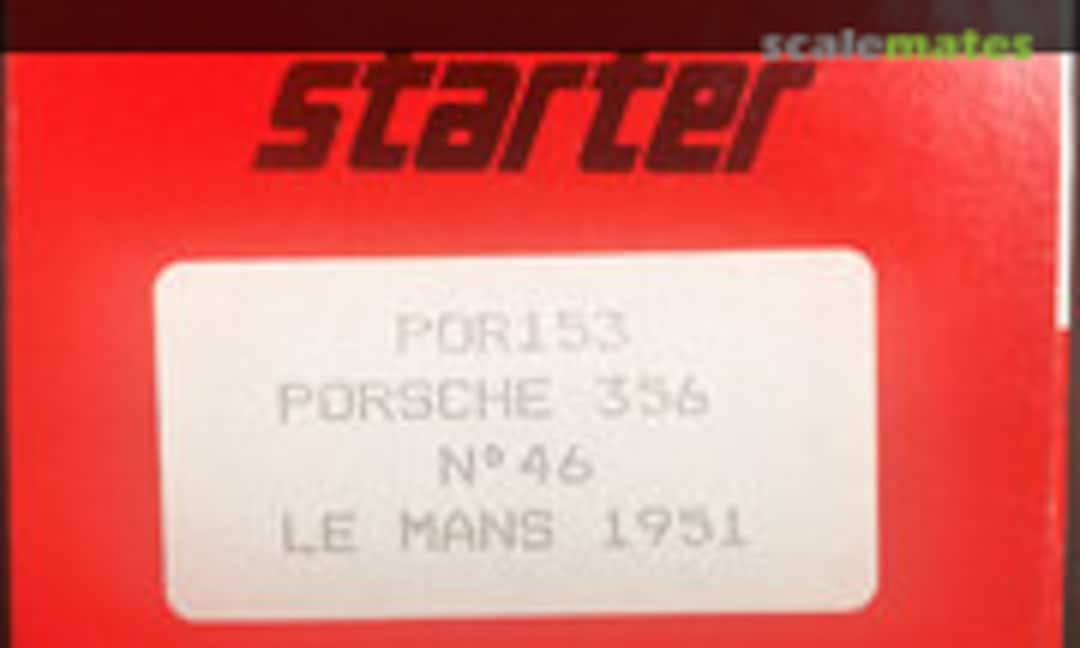 scalemates
starter
POR153
PORSCHE 356
N°46
LE MANS 1951